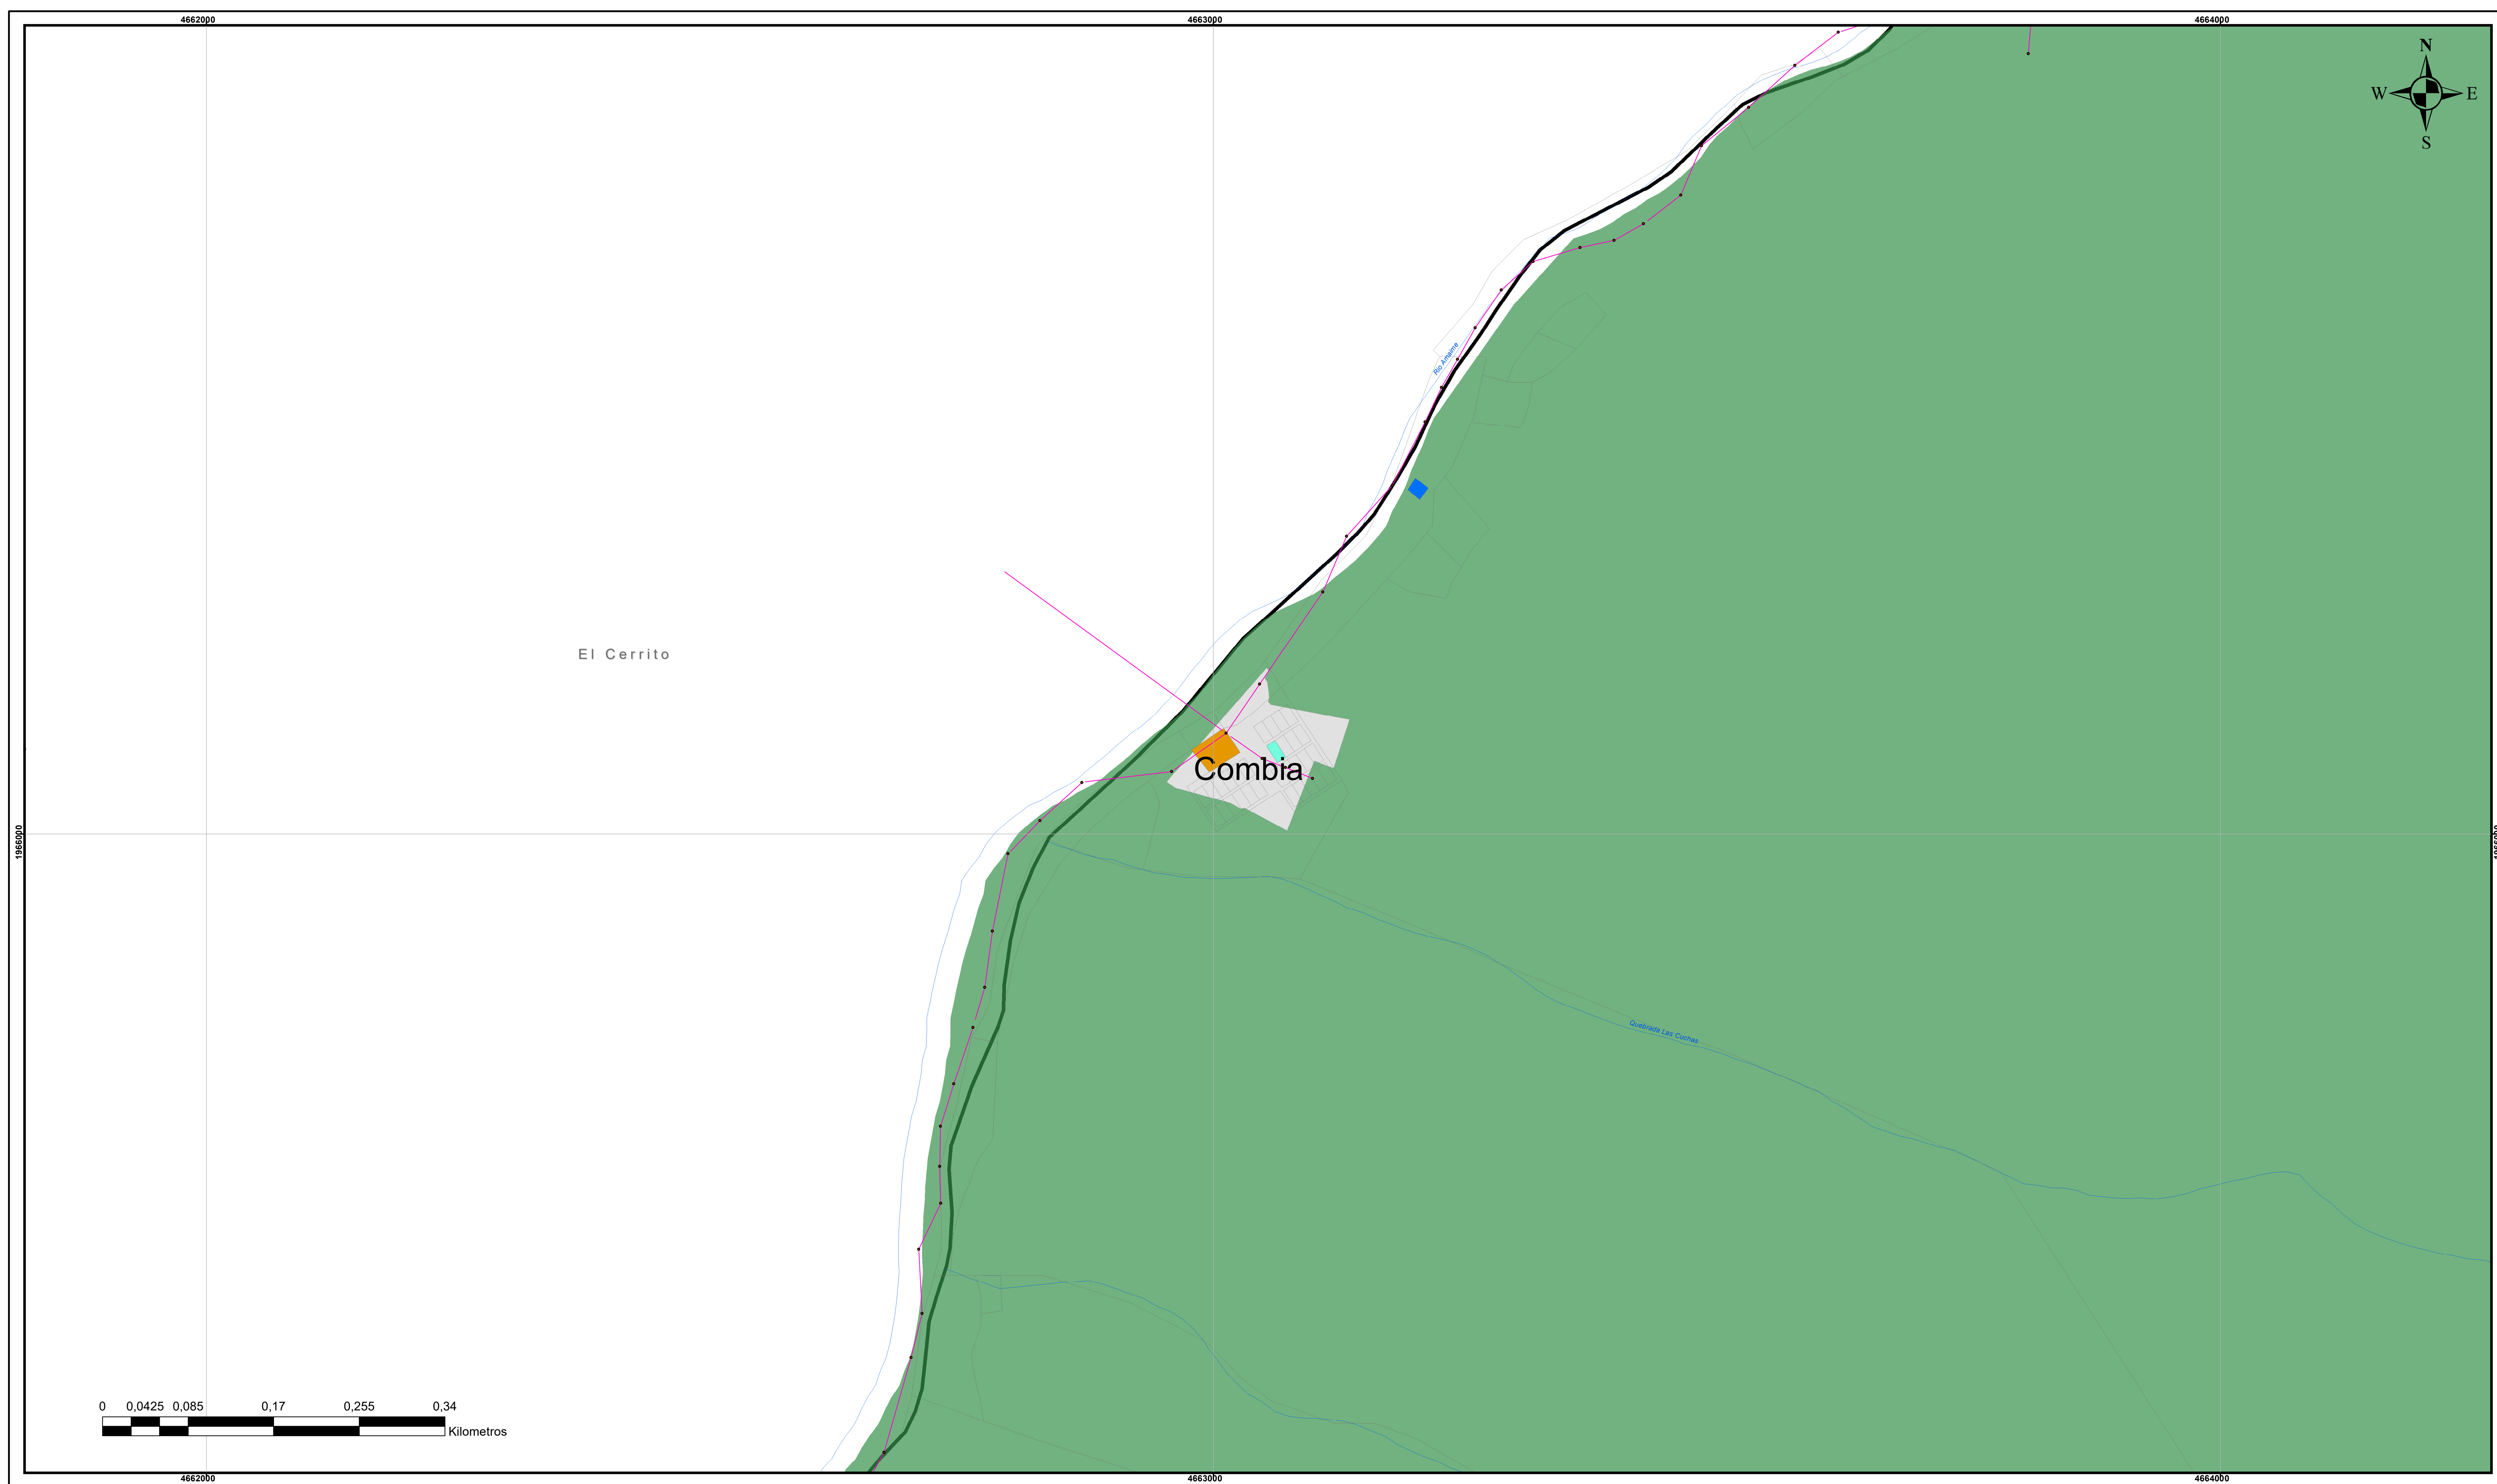 4662000 4663000 4664000
N
W E
S
Rio Amaime
El Cerrito
Combia
1966000
Quebrada Las Cuchas
0 0,0425 0,085 0,17 0,255 0,34
Kilometros
4662000 4663000 4664000